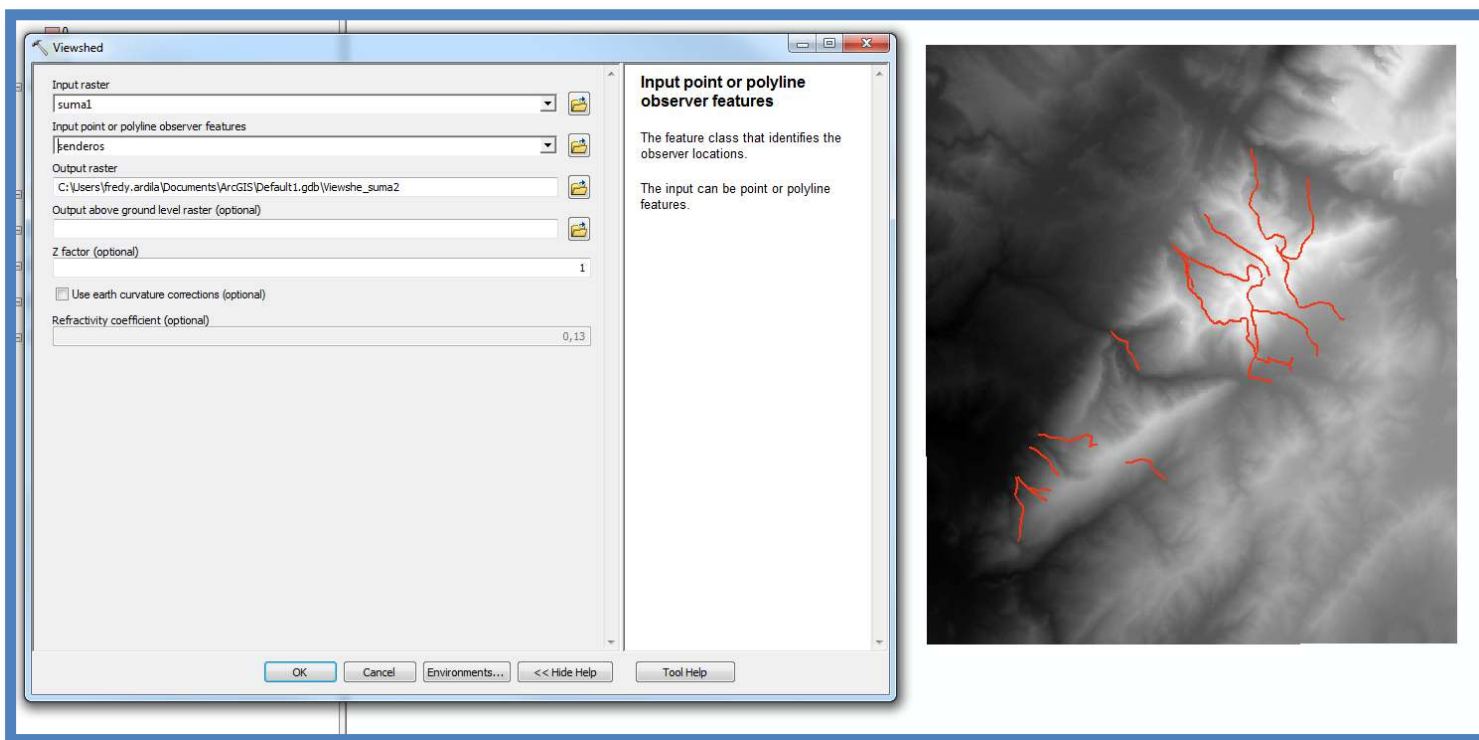 0
Viewshed
Input raster
suma1
Input point or polyline observer features
senderos
Output raster
C:\Users\fredy.ardila\Documents\ArcGIS\Default1.gdb\Viewshe_suma2
Output above ground level raster (optional)
Z factor (optional)
1
Use earth curvature corrections (optional)
Refractivity coefficient (optional)
0,13
Input point or polyline
observer features
The feature class that identifies the
observer locations.
The input can be point or polyline
features.
OK
Cancel
Environments...
<< Hide Help
Tool Help